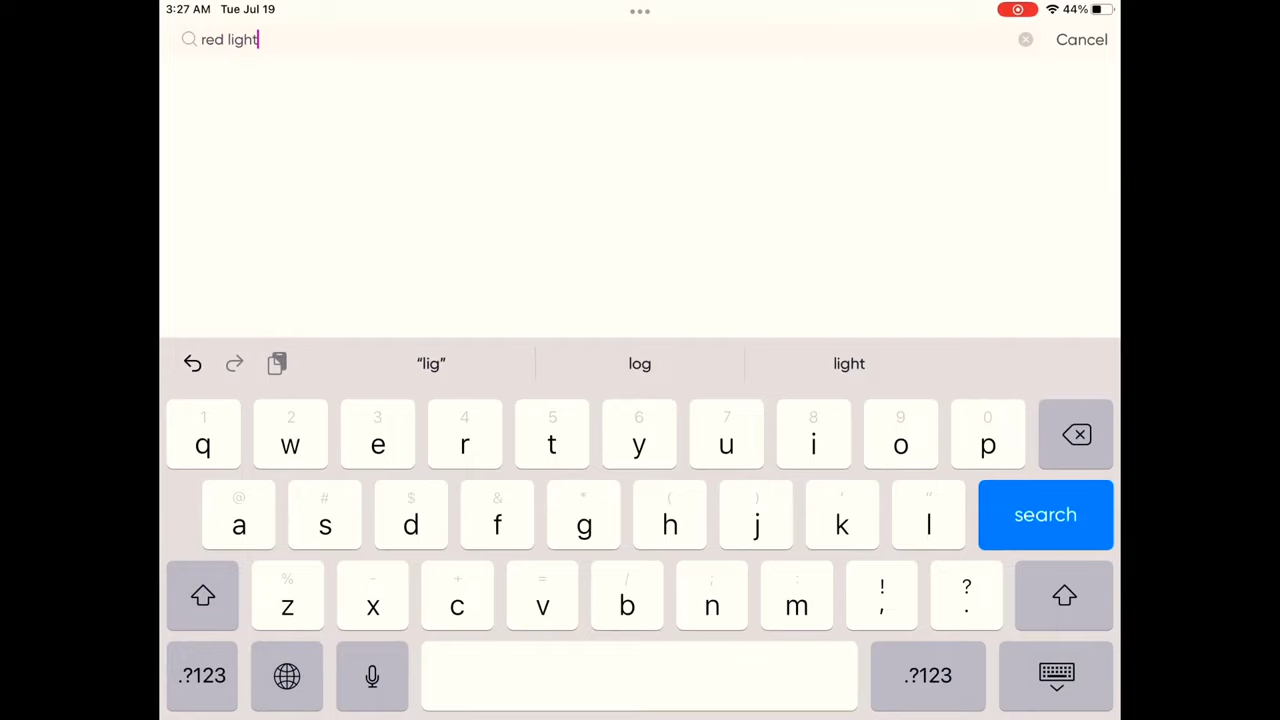 3:27 AM Tue Jul 19
44%
red light
Cancel
“lig” log light
1 2 3 4 5 6 7 8 9 0
q w e r t y u i o p
@ # $ & * ( ) ‘ “
a s d f g h j k l search
% - + = / ; : ! ?
z x c v b n m , .
.?123 .?123